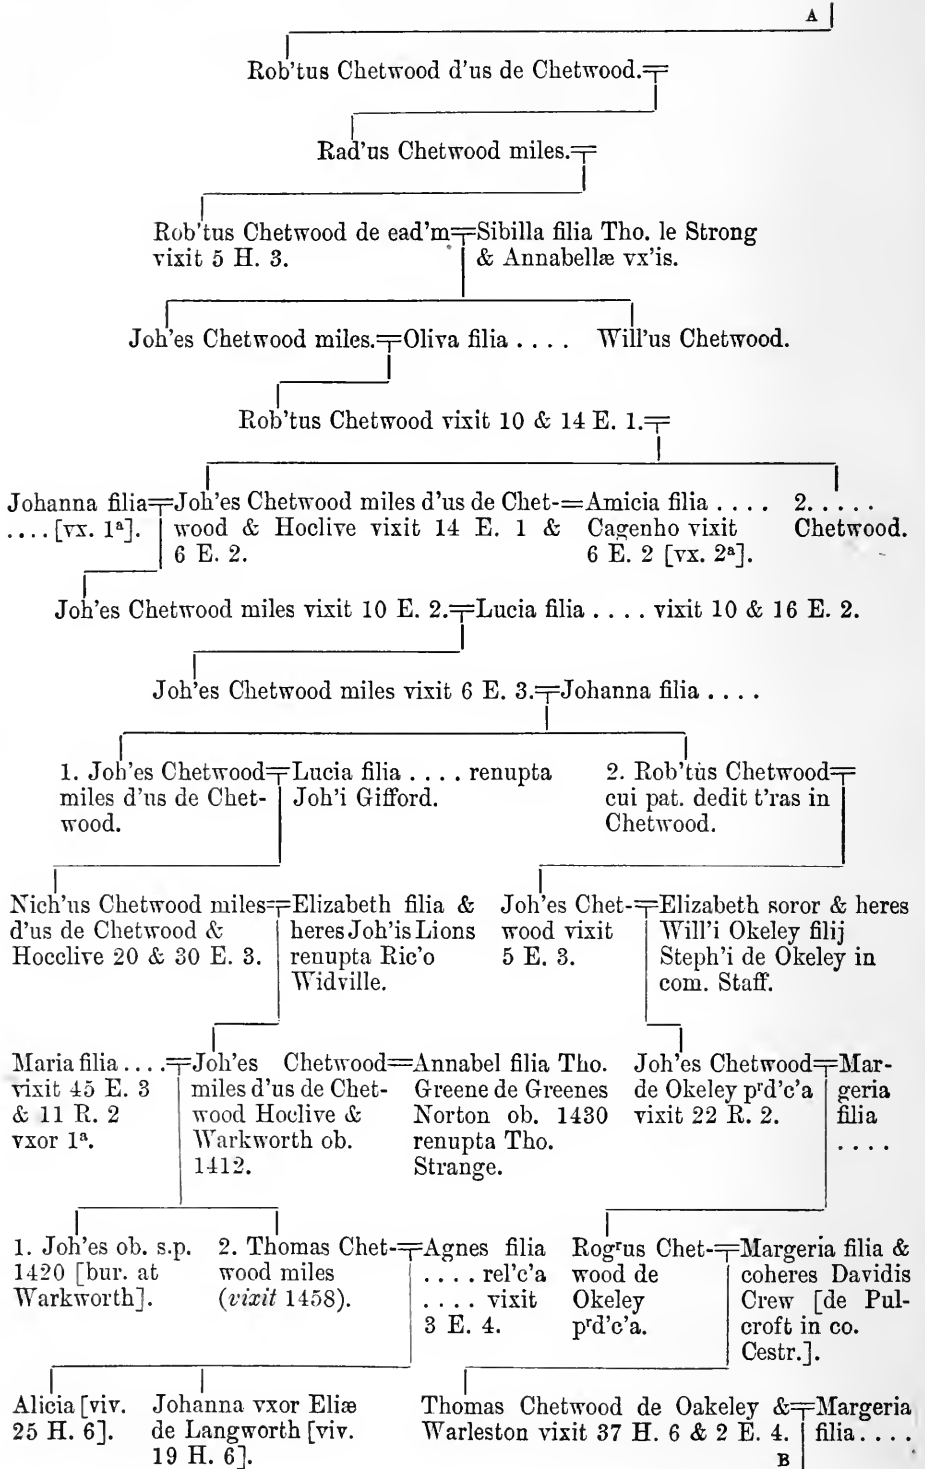 A
Rob'tus Chetwood d'us de Chetwood.
Rad'us Chetwood miles.
Rob'tus Chetwood de ead'm=Sibilla filia Tho. le Strong
vixit 5 H. 3. & Annabellæ vx'is.
Joh'es Chetwood miles.=Oliva filia . . . . Will'us Chetwood.
Rob'tus Chetwood vixit 10 & 14 E. 1.=
Johanna filia=Joh'es Chetwood miles d'us de Chet-=Amicia filia . . . . 2. . . . .
. . . . [vx. 1ª]. wood & Hoclive vixit 14 E. 1 & Cagenho vixit Chetwood.
6 E. 2. 6 E. 2 [vx. 2ª].
Joh'es Chetwood miles vixit 10 E. 2.=Lucia filia . . . . vixit 10 & 16 E. 2.
Joh'es Chetwood miles vixit 6 E. 3.=Johanna filia . . . .
1. Joh'es Chetwood=Lucia filia . . . . renupta 2. Rob'tùs Chetwood=
miles d'us de Chet- Joh'i Gifford. cui pat. dedit t'ras in
wood. Chetwood.
Nich'us Chetwood miles=Elizabeth filia & Joh'es Chet-=Elizabeth soror & heres
d'us de Chetwood & heres Joh'is Lions wood vixit Will'i Okeley filij
Hocclive 20 & 30 E. 3. renupta Ric'o 5 E. 3. Steph'i de Okeley in
Widville. com. Staff.
Maria filia . . . .=Joh'es Chetwood=Annabel filia Tho. Joh'es Chetwood=Mar-
vixit 45 E. 3 miles d'us de Chet- Greene de Greenes de Okeley pʳd'c'a geria
& 11 R. 2 wood Hoclive & Norton ob. 1430 vixit 22 R. 2. filia
vxor 1ª. Warkworth ob. renupta Tho. . . . .
1412. Strange.
1. Joh'es ob. s.p. 2. Thomas Chet-=Agnes filia Rogʳus Chet-=Margeria filia &
1420 [bur. at wood miles . . . . rel'c'a wood de coheres Davidis
Warkworth]. (vixit 1458). . . . . vixit Okeley Crew [de Pul-
3 E. 4. pʳd'c'a. croft in co.
Cestr.].
Alicia [viv. Johanna vxor Eliæ Thomas Chetwood de Oakeley &=Margeria
25 H. 6]. de Langworth [viv. Warleston vixit 37 H. 6 & 2 E. 4. filia . . . .
19 H. 6]. B